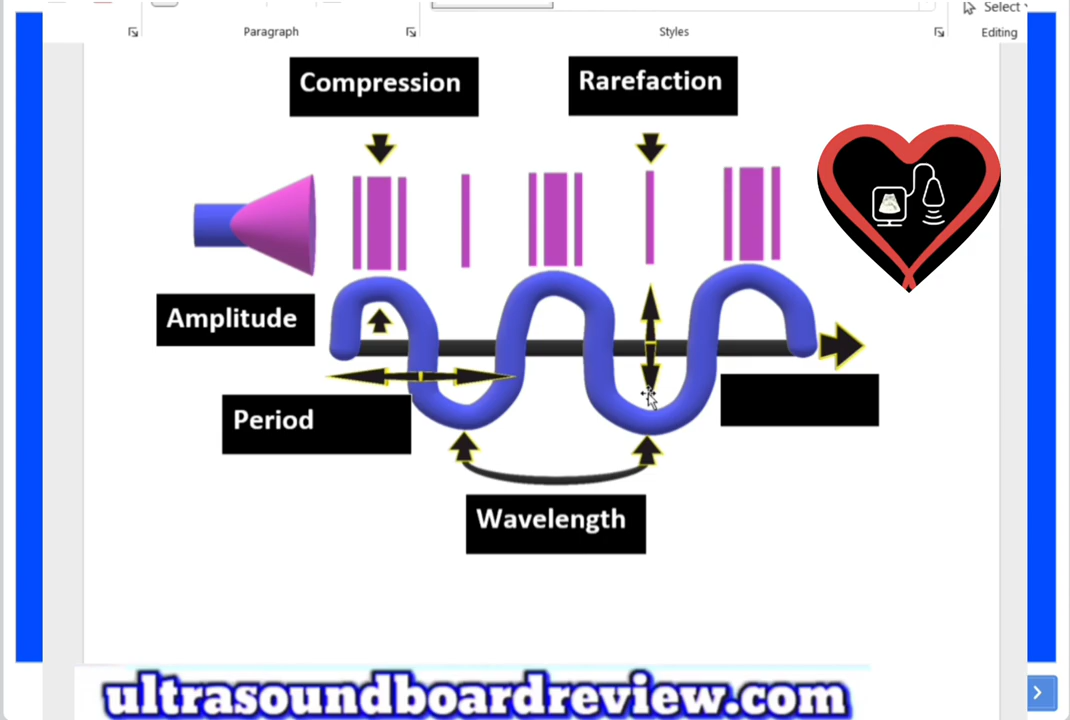 Select
Paragraph
Styles
Editing
Compression
Rarefaction
Amplitude
Period
Wavelength
ultrasoundboardreview.com